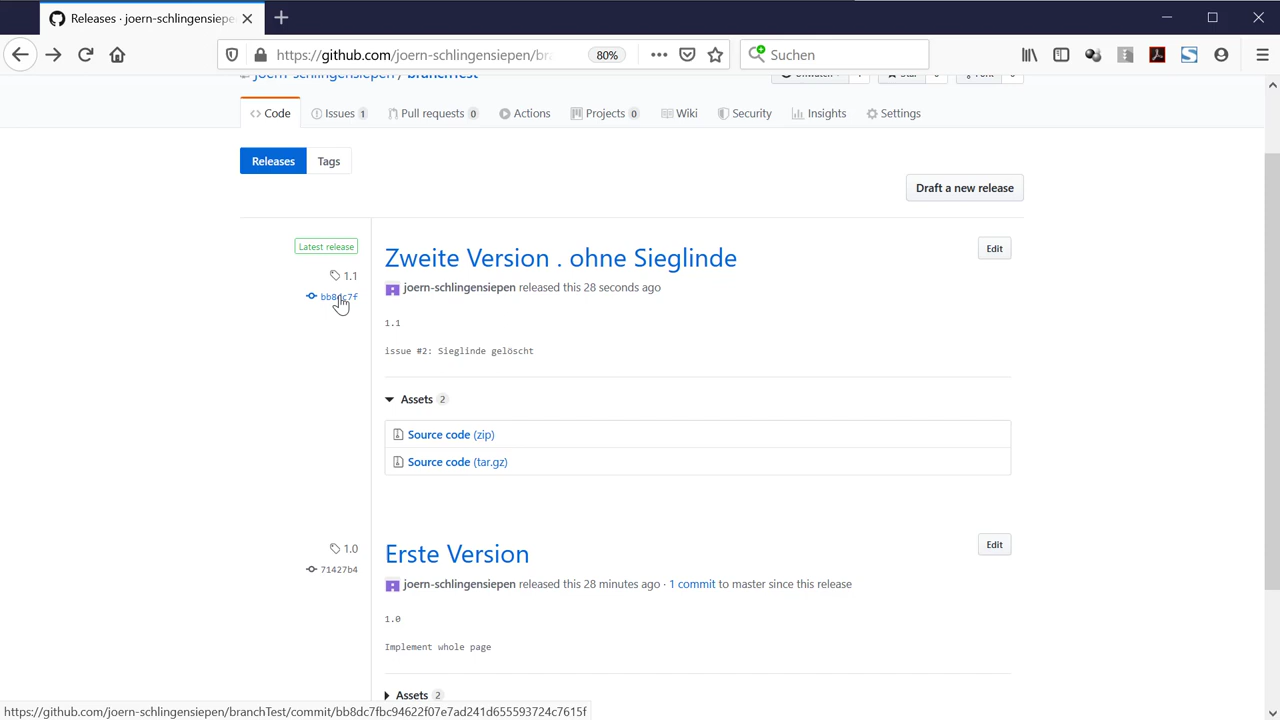 Releases · joern-schlingensiepe
https://github.com/joern-schlingensiepen/br
80%
Suchen
joern-schlingensiepen / branchTest
Code
Issues 1
Pull requests 0
Actions
Projects 0
Wiki
Security
Insights
Settings
Releases
Tags
Draft a new release
Latest release
1.1
bb8dc7f
Zweite Version . ohne Sieglinde
Edit
joern-schlingensiepen released this 28 seconds ago
1.1
issue #2: Sieglinde gelöscht
Assets 2
Source code (zip)
Source code (tar.gz)
1.0
71427b4
Erste Version
Edit
joern-schlingensiepen released this 28 minutes ago · 1 commit to master since this release
1.0
Implement whole page
Assets 2
https://github.com/joern-schlingensiepen/branchTest/commit/bb8dc7fbc94622f07e7ad241d655593724c7615f